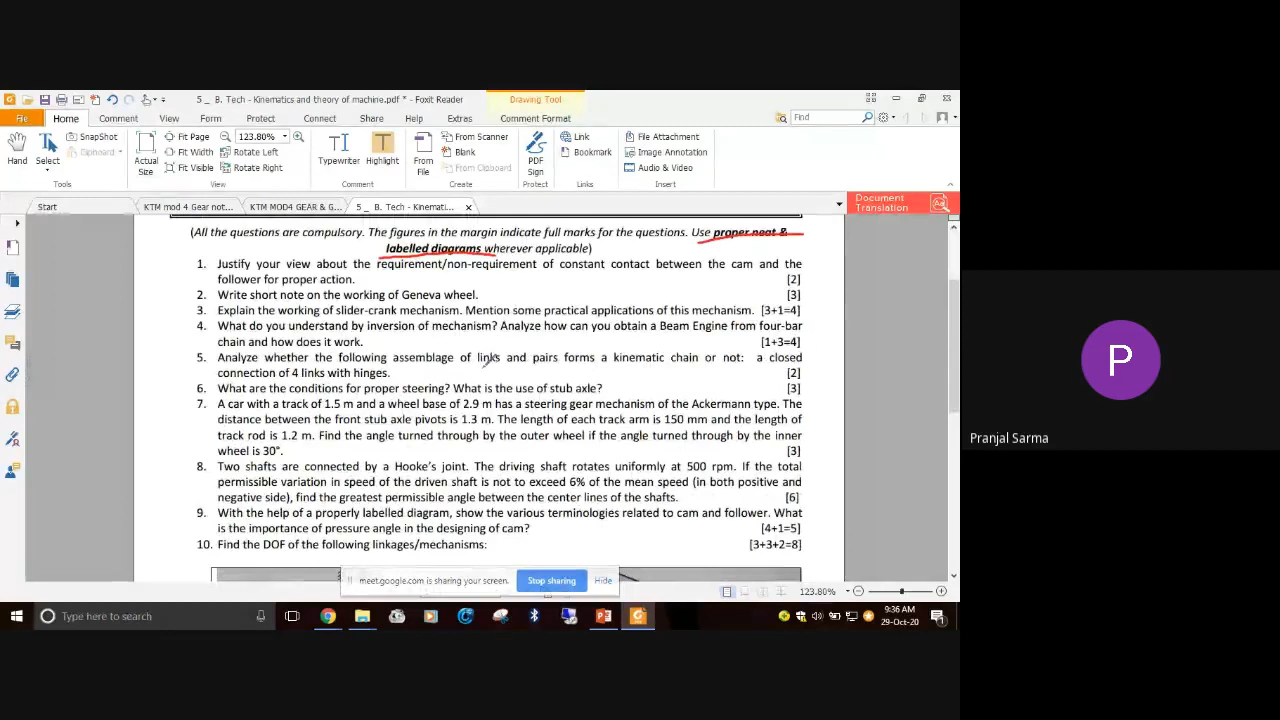 5 _ B. Tech - Kinematics and theory of machine.pdf * - Foxit Reader
Drawing Tool
File Home Comment View Form Protect Connect Share Help Extras Comment Format Find
SnapShot
Clipboard
Hand Select
Actual Size
Fit Page
Fit Width
Fit Visible
123.80%
Rotate Left
Rotate Right
Typewriter Highlight
From File
From Scanner
Blank
From Clipboard
PDF Sign
Link
Bookmark
File Attachment
Image Annotation
Audio & Video
Tools View Comment Create Protect Links Insert
Start KTM mod 4 Gear not... KTM MOD4 GEAR & G... 5 _ B. Tech - Kinemati...
Document Translation
(All the questions are compulsory. The figures in the margin indicate full marks for the questions. Use proper neat &
labelled diagrams wherever applicable)
1. Justify your view about the requirement/non-requirement of constant contact between the cam and the
follower for proper action. [2]
2. Write short note on the working of Geneva wheel. [3]
3. Explain the working of slider-crank mechanism. Mention some practical applications of this mechanism. [3+1=4]
4. What do you understand by inversion of mechanism? Analyze how can you obtain a Beam Engine from four-bar
chain and how does it work. [1+3=4]
5. Analyze whether the following assemblage of links and pairs forms a kinematic chain or not: a closed
connection of 4 links with hinges. [2]
6. What are the conditions for proper steering? What is the use of stub axle? [3]
7. A car with a track of 1.5 m and a wheel base of 2.9 m has a steering gear mechanism of the Ackermann type. The
distance between the front stub axle pivots is 1.3 m. The length of each track arm is 150 mm and the length of
track rod is 1.2 m. Find the angle turned through by the outer wheel if the angle turned through by the inner
wheel is 30°. [3]
8. Two shafts are connected by a Hooke's joint. The driving shaft rotates uniformly at 500 rpm. If the total
permissible variation in speed of the driven shaft is not to exceed 6% of the mean speed (in both positive and
negative side), find the greatest permissible angle between the center lines of the shafts. [6]
9. With the help of a properly labelled diagram, show the various terminologies related to cam and follower. What
is the importance of pressure angle in the designing of cam? [4+1=5]
10. Find the DOF of the following linkages/mechanisms: [3+3+2=8]
meet.google.com is sharing your screen. Stop sharing Hide
123.80%
Type here to search
9:36 AM
29-Oct-20
P
Pranjal Sarma